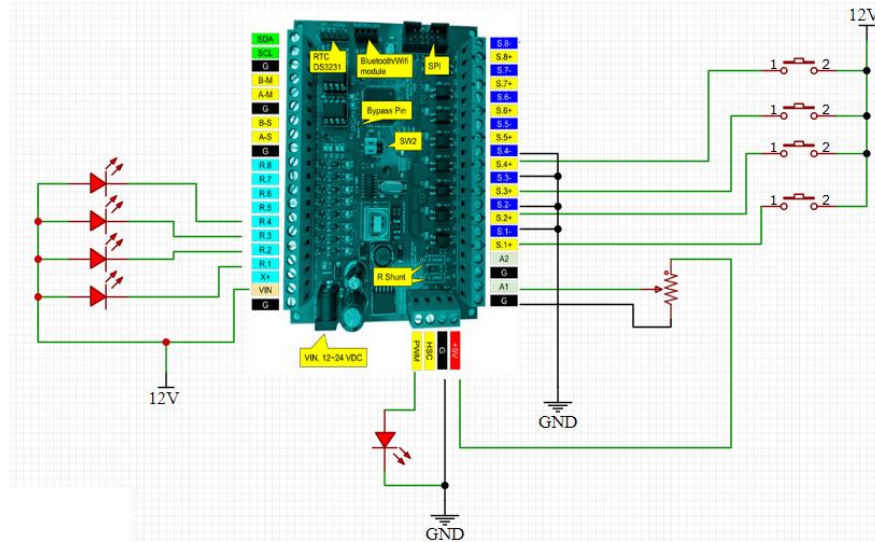 12V
SDA
SCL
G
B-M
A-M
G
B-S
A-S
G
R.8
R.7
R.6
R.5
R.4
R.3
R.2
R.1
X+
VIN
G
RTC
DS3231
Bluetooth/Wifi
module
SPI
Bypass Pin
SW2
R Shunt
VIN, 12~24 VDC
S.8-
S.8+
S.7-
S.7+
S.6-
S.6+
S.5-
S.5+
S.4-
S.4+
S.3-
S.3+
S.2-
S.2+
S.1-
S.1+
A2
G
A1
G
1 2
1 2
1 2
1 2
PWM
HSC
G
+5V
12V
GND
GND